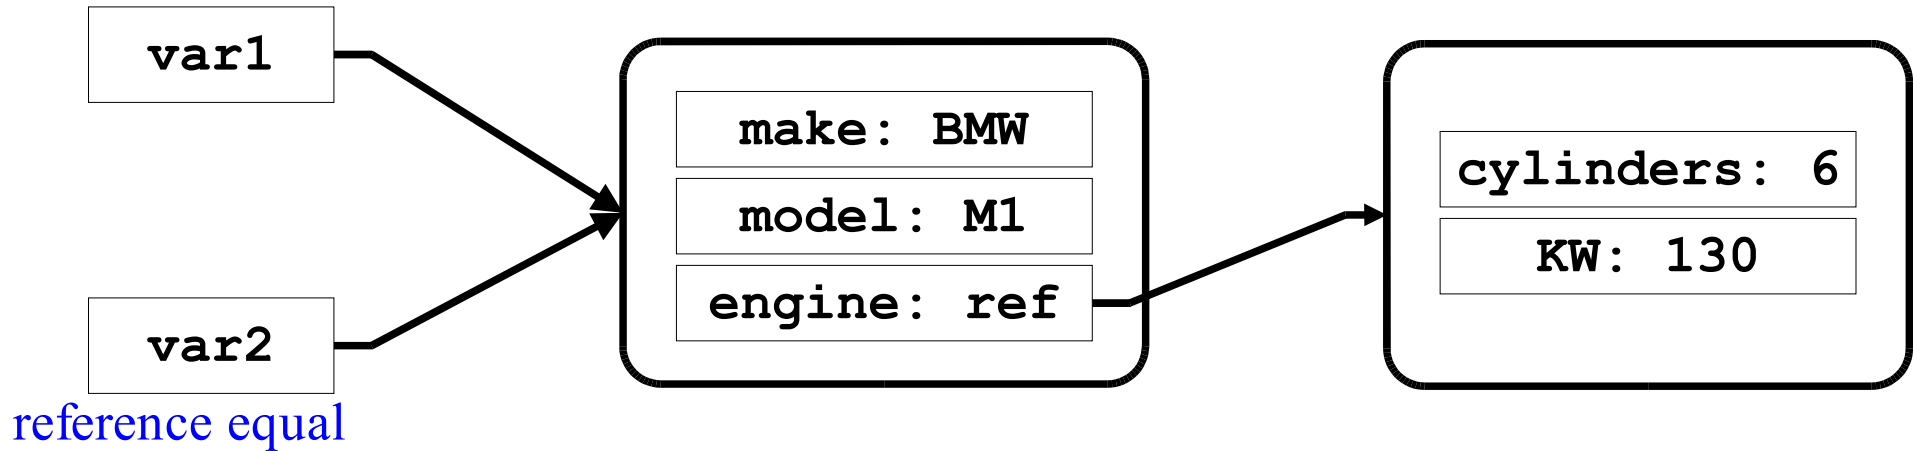 var1
var2
reference equal
make: BMW
model: M1
engine: ref
cylinders: 6
KW: 130